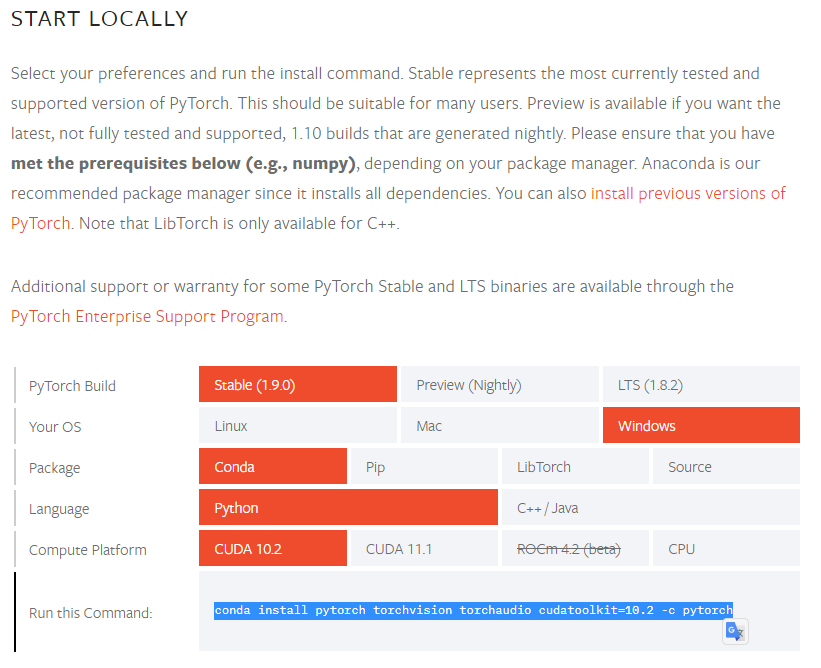 START LOCALLY
Select your preferences and run the install command. Stable represents the most currently tested and
supported version of PyTorch. This should be suitable for many users. Preview is available if you want the
latest, not fully tested and supported, 1.10 builds that are generated nightly. Please ensure that you have
met the prerequisites below (e.g., numpy), depending on your package manager. Anaconda is our
recommended package manager since it installs all dependencies. You can also install previous versions of
PyTorch. Note that LibTorch is only available for C++.
Additional support or warranty for some PyTorch Stable and LTS binaries are available through the
PyTorch Enterprise Support Program.
PyTorch Build Stable (1.9.0) Preview (Nightly) LTS (1.8.2)
Your OS Linux Mac Windows
Package Conda Pip LibTorch Source
Language Python C++ / Java
Compute Platform CUDA 10.2 CUDA 11.1 ROCm 4.2 (beta) CPU
Run this Command: conda install pytorch torchvision torchaudio cudatoolkit=10.2 -c pytorch